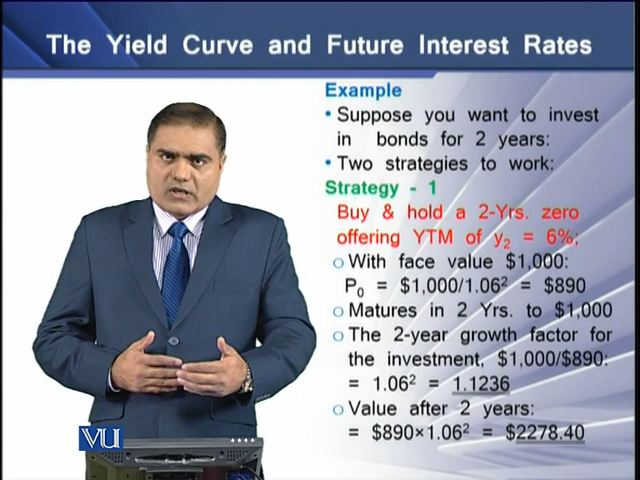 The Yield Curve and Future Interest Rates
Example
• Suppose you want to invest
in bonds for 2 years:
• Two strategies to work:
Strategy - 1
Buy & hold a 2-Yrs. zero
offering YTM of y₂ = 6%;
o With face value $1,000:
P₀ = $1,000/1.06² = $890
o Matures in 2 Yrs. to $1,000
o The 2-year growth factor for
the investment, $1,000/$890:
= 1.06² = 1.1236
o Value after 2 years:
= $890×1.06² = $2278.40
VU